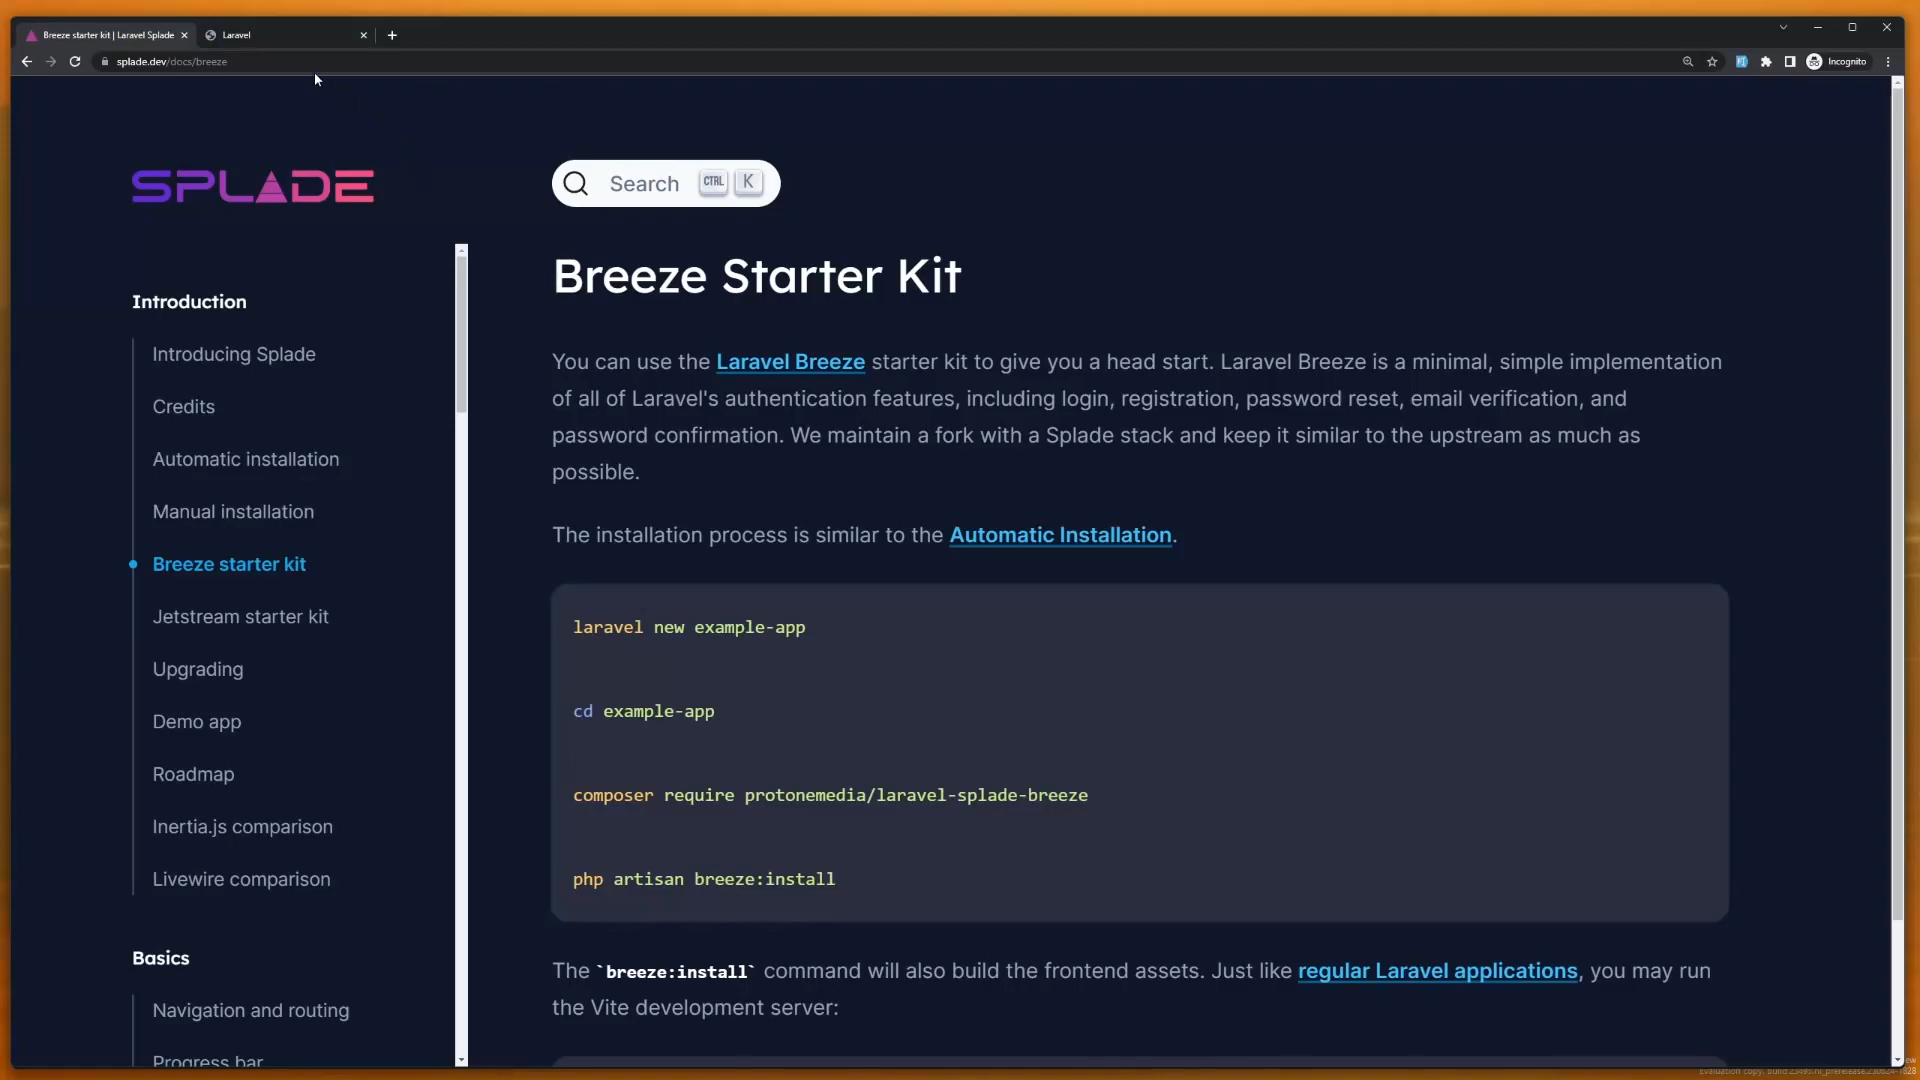 Breeze starter kit | Laravel Splade
Laravel
splade.dev/docs/breeze
Incognito
SPLADE
Search CTRL K
Introduction
Introducing Splade
Credits
Automatic installation
Manual installation
Breeze starter kit
Jetstream starter kit
Upgrading
Demo app
Roadmap
Inertia.js comparison
Livewire comparison
Basics
Navigation and routing
Progress bar
Breeze Starter Kit
You can use the Laravel Breeze starter kit to give you a head start. Laravel Breeze is a minimal, simple implementation
of all of Laravel's authentication features, including login, registration, password reset, email verification, and
password confirmation. We maintain a fork with a Splade stack and keep it similar to the upstream as much as
possible.
The installation process is similar to the Automatic Installation.
laravel new example-app
cd example-app
composer require protonemedia/laravel-splade-breeze
php artisan breeze:install
The `breeze:install` command will also build the frontend assets. Just like regular Laravel applications, you may run
the Vite development server: